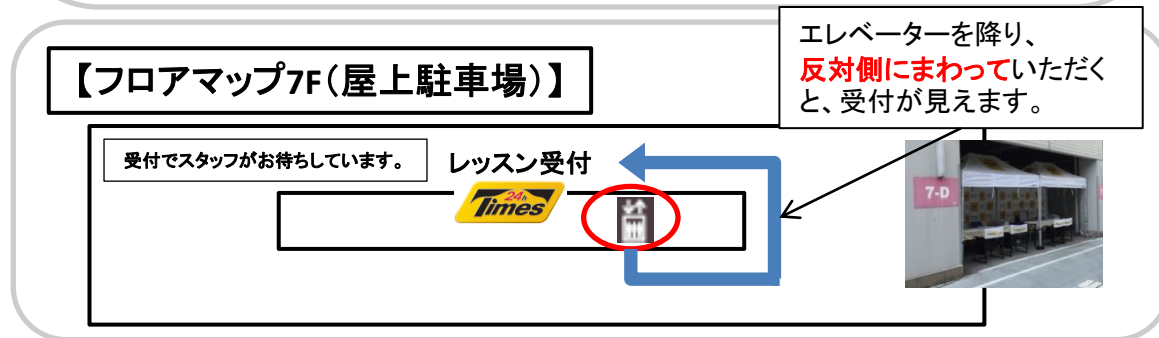 エレベーターを降り、
反対側にまわっていただく
と、受付が見えます。
【フロアマップ7F(屋上駐車場)】
受付でスタッフがお待ちしています。
レッスン受付
24h
Times
7-D